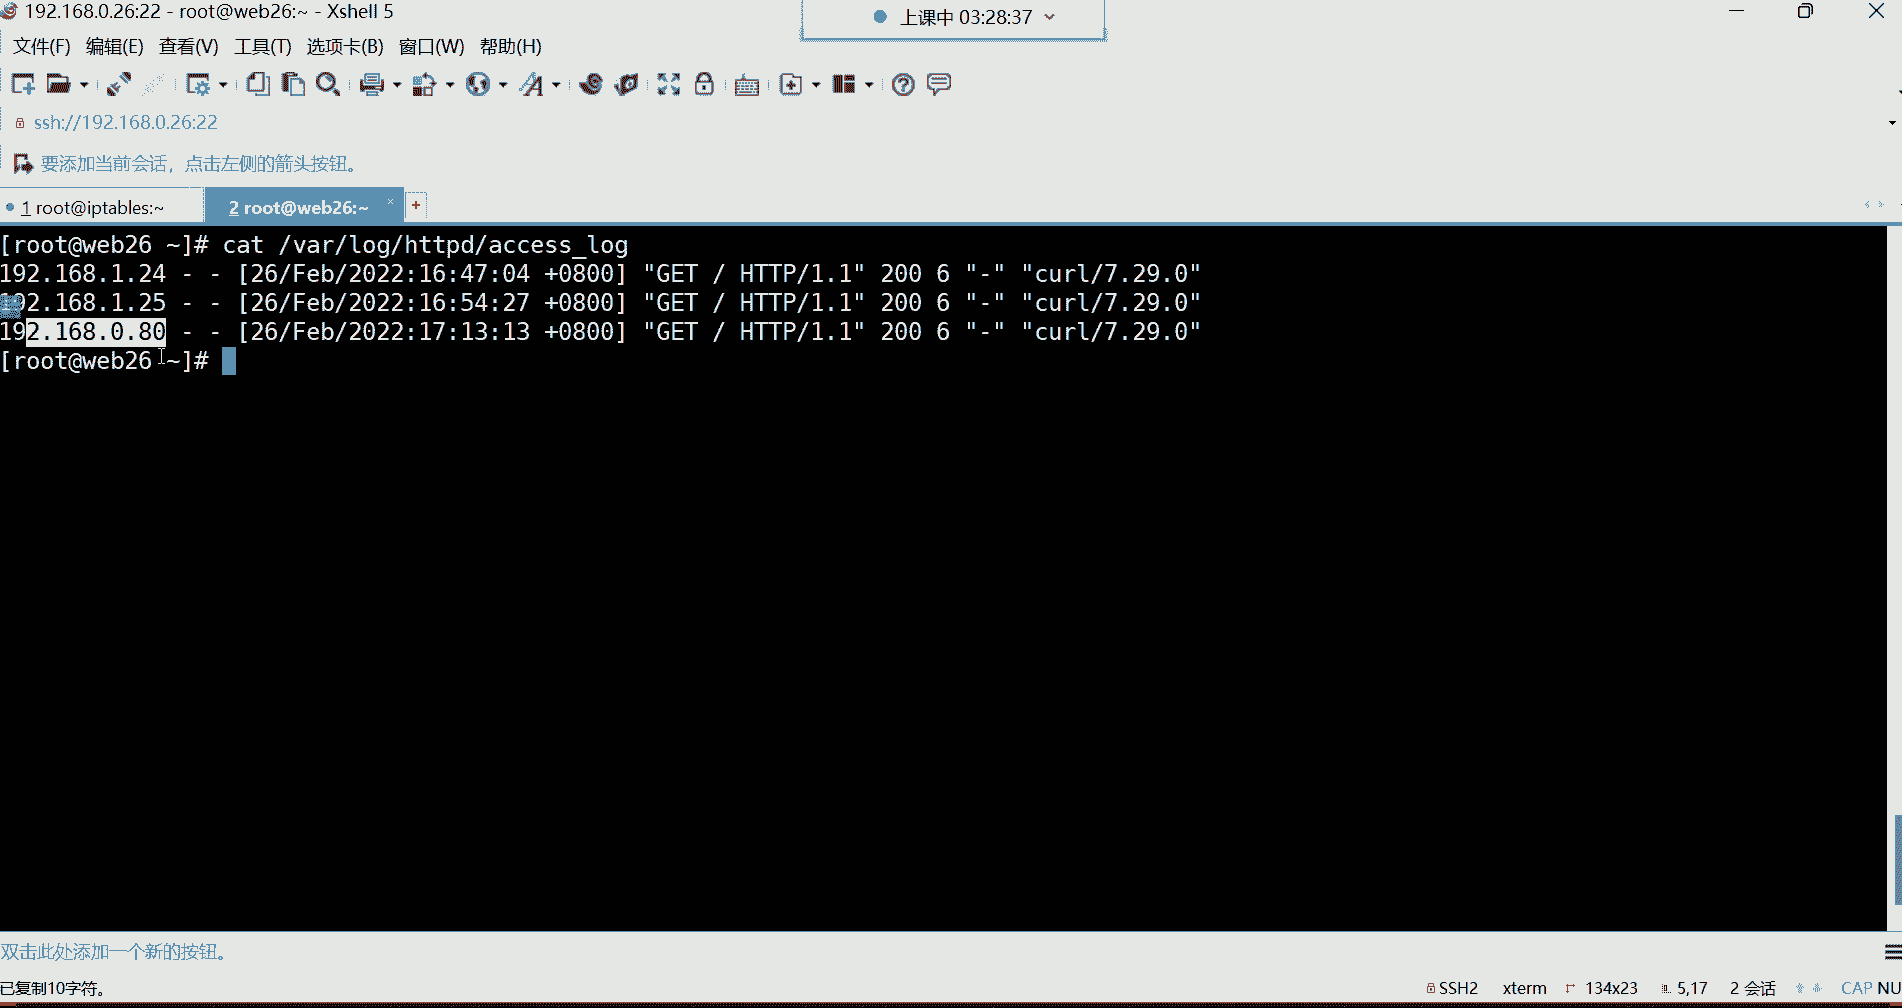 192.168.0.26:22 - root@web26:~ - Xshell 5
上课中 03:28:37
文件(F) 编辑(E) 查看(V) 工具(T) 选项卡(B) 窗口(W) 帮助(H)
ssh://192.168.0.26:22
要添加当前会话，点击左侧的箭头按钮。
1 root@iptables:~
2 root@web26:~ × +
[root@web26 ~]# cat /var/log/httpd/access_log
192.168.1.24 - - [26/Feb/2022:16:47:04 +0800] "GET / HTTP/1.1" 200 6 "-" "curl/7.29.0"
192.168.1.25 - - [26/Feb/2022:16:54:27 +0800] "GET / HTTP/1.1" 200 6 "-" "curl/7.29.0"
192.168.0.80 - - [26/Feb/2022:17:13:13 +0800] "GET / HTTP/1.1" 200 6 "-" "curl/7.29.0"
[root@web26 ~]#
双击此处添加一个新的按钮。
已复制10字符。
SSH2 xterm 134x23 5,17 2 会话 CAP NU